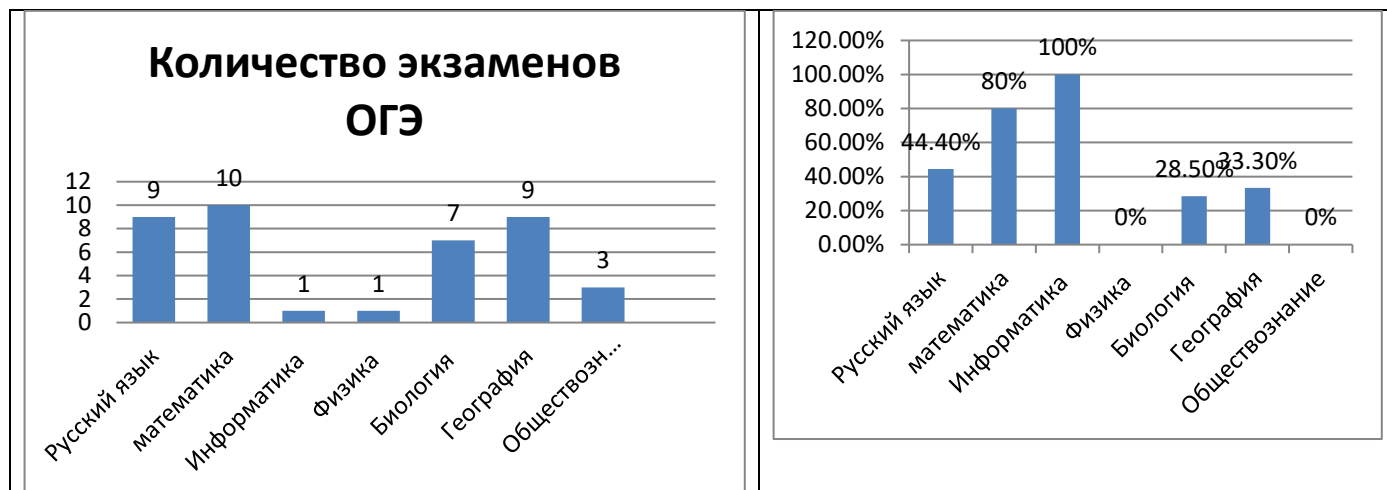 Количество экзаменов
ОГЭ
12
10
8
6
4
2
0
9
10
1
1
7
9
3
Русский язык
математика
Информатика
Физика
Биология
География
Обществозн...
120.00%
100.00%
80.00%
60.00%
40.00%
20.00%
0.00%
44.40%
80%
100%
0%
28.50%
33.30%
0%
Русский язык
математика
Информатика
Физика
Биология
География
Обществознание